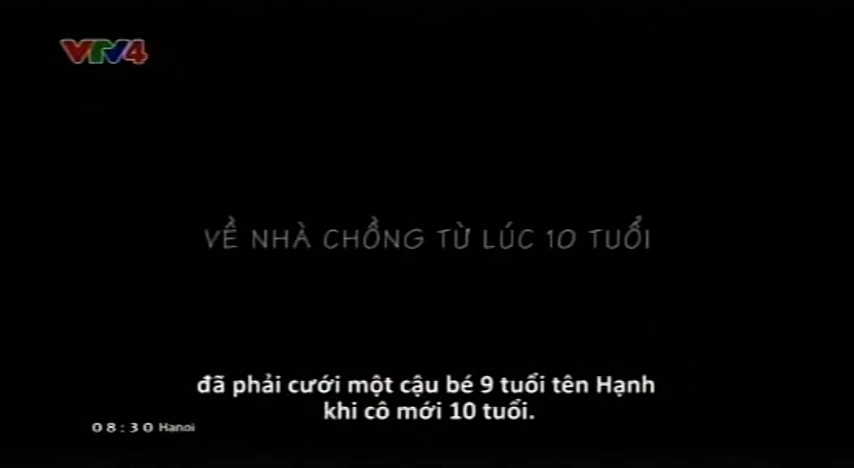 VTV4
VỀ NHÀ CHỒNG TỪ LÚC 10 TUỔI
đã phải cưới một cậu bé 9 tuổi tên Hạnh
khi cô mới 10 tuổi.
08:30 Hanoi